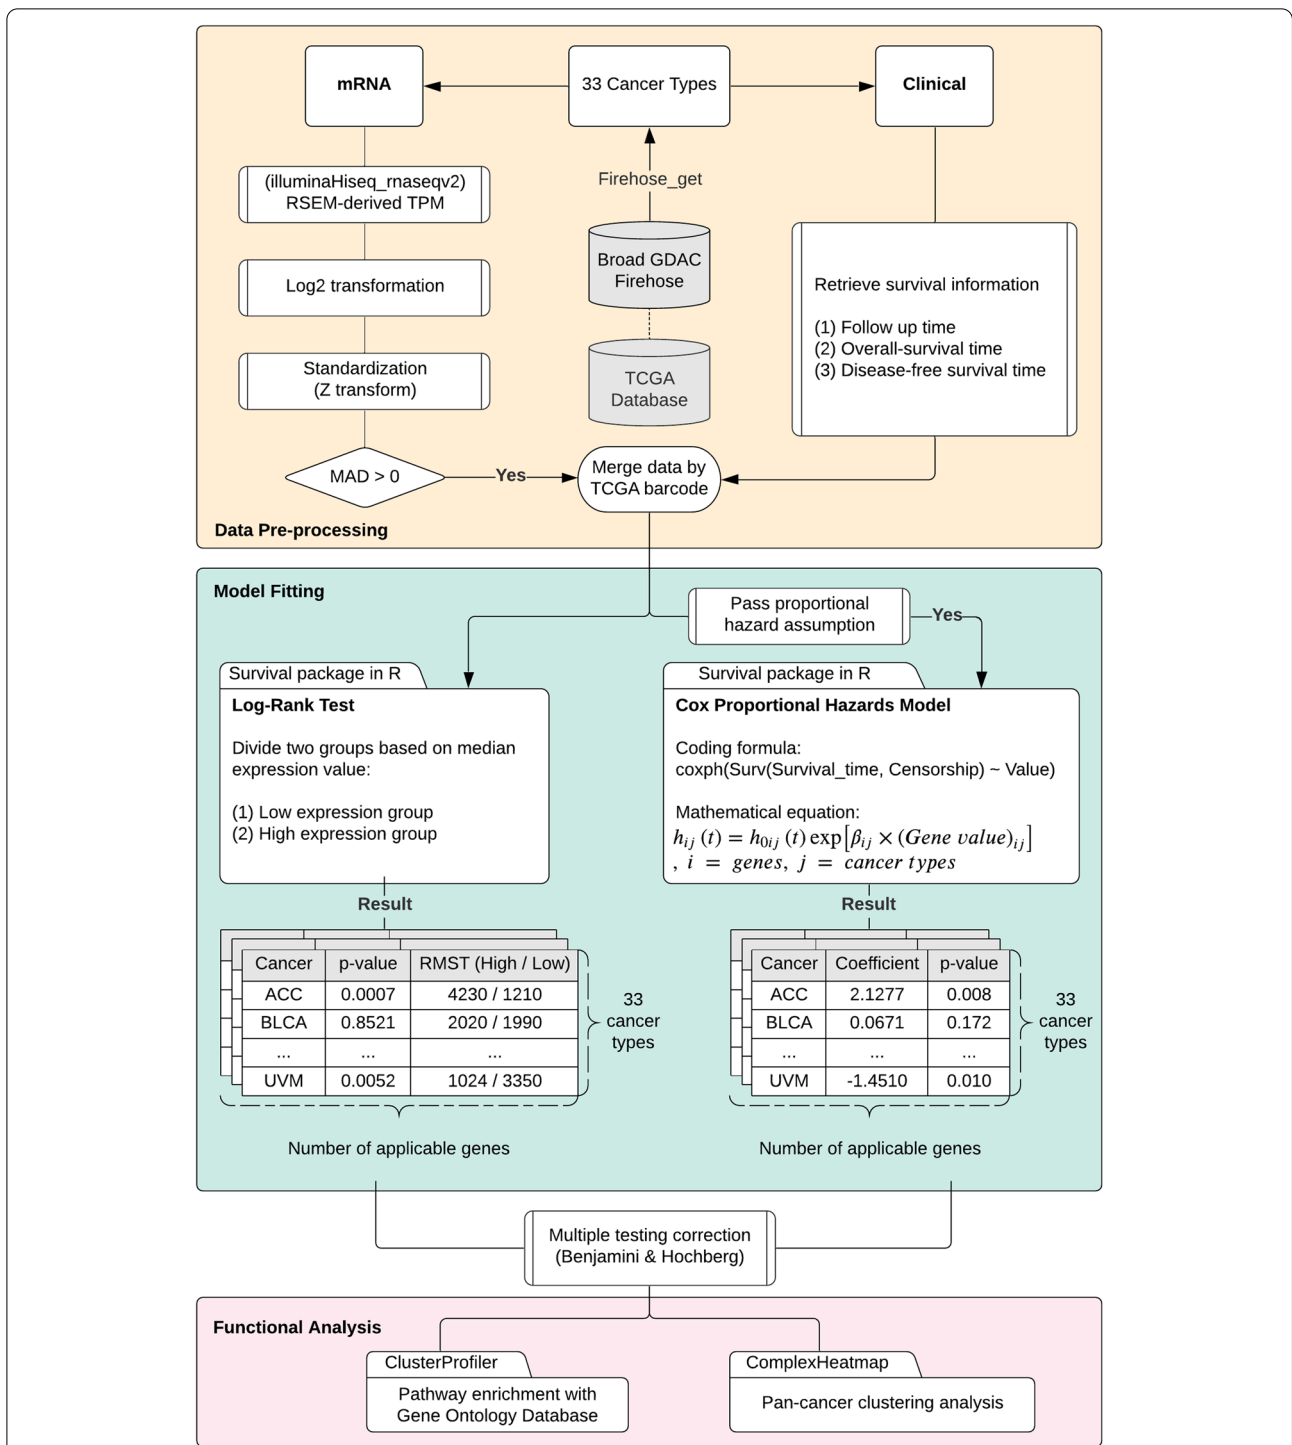 mRNA
33 Cancer Types
Clinical
(illuminaHiseq_rnaseqv2)
RSEM-derived TPM
Firehose_get
Broad GDAC
Firehose
Log2 transformation
Retrieve survival information
(1) Follow up time
(2) Overall-survival time
(3) Disease-free survival time
Standardization
(Z transform)
TCGA
Database
MAD > 0
Yes
Merge data by
TCGA barcode
Data Pre-processing
Model Fitting
Pass proportional
hazard assumption
Yes
Survival package in R
Log-Rank Test
Divide two groups based on median
expression value:
(1) Low expression group
(2) High expression group
Survival package in R
Cox Proportional Hazards Model
Coding formula:
coxph(Surv(Survival_time, Censorship) ~ Value)
Mathematical equation:
h_{ij} (t) = h_{0ij} (t) exp[β_{ij} × (Gene value)_{ij}]
, i = genes, j = cancer types
Result
Cancer p-value RMST (High / Low)
ACC 0.0007 4230 / 1210
BLCA 0.8521 2020 / 1990
... ... ...
UVM 0.0052 1024 / 3350
33
cancer
types
Number of applicable genes
Result
Cancer Coefficient p-value
ACC 2.1277 0.008
BLCA 0.0671 0.172
... ... ...
UVM -1.4510 0.010
33
cancer
types
Number of applicable genes
Multiple testing correction
(Benjamini & Hochberg)
Functional Analysis
ClusterProfiler
Pathway enrichment with
Gene Ontology Database
ComplexHeatmap
Pan-cancer clustering analysis